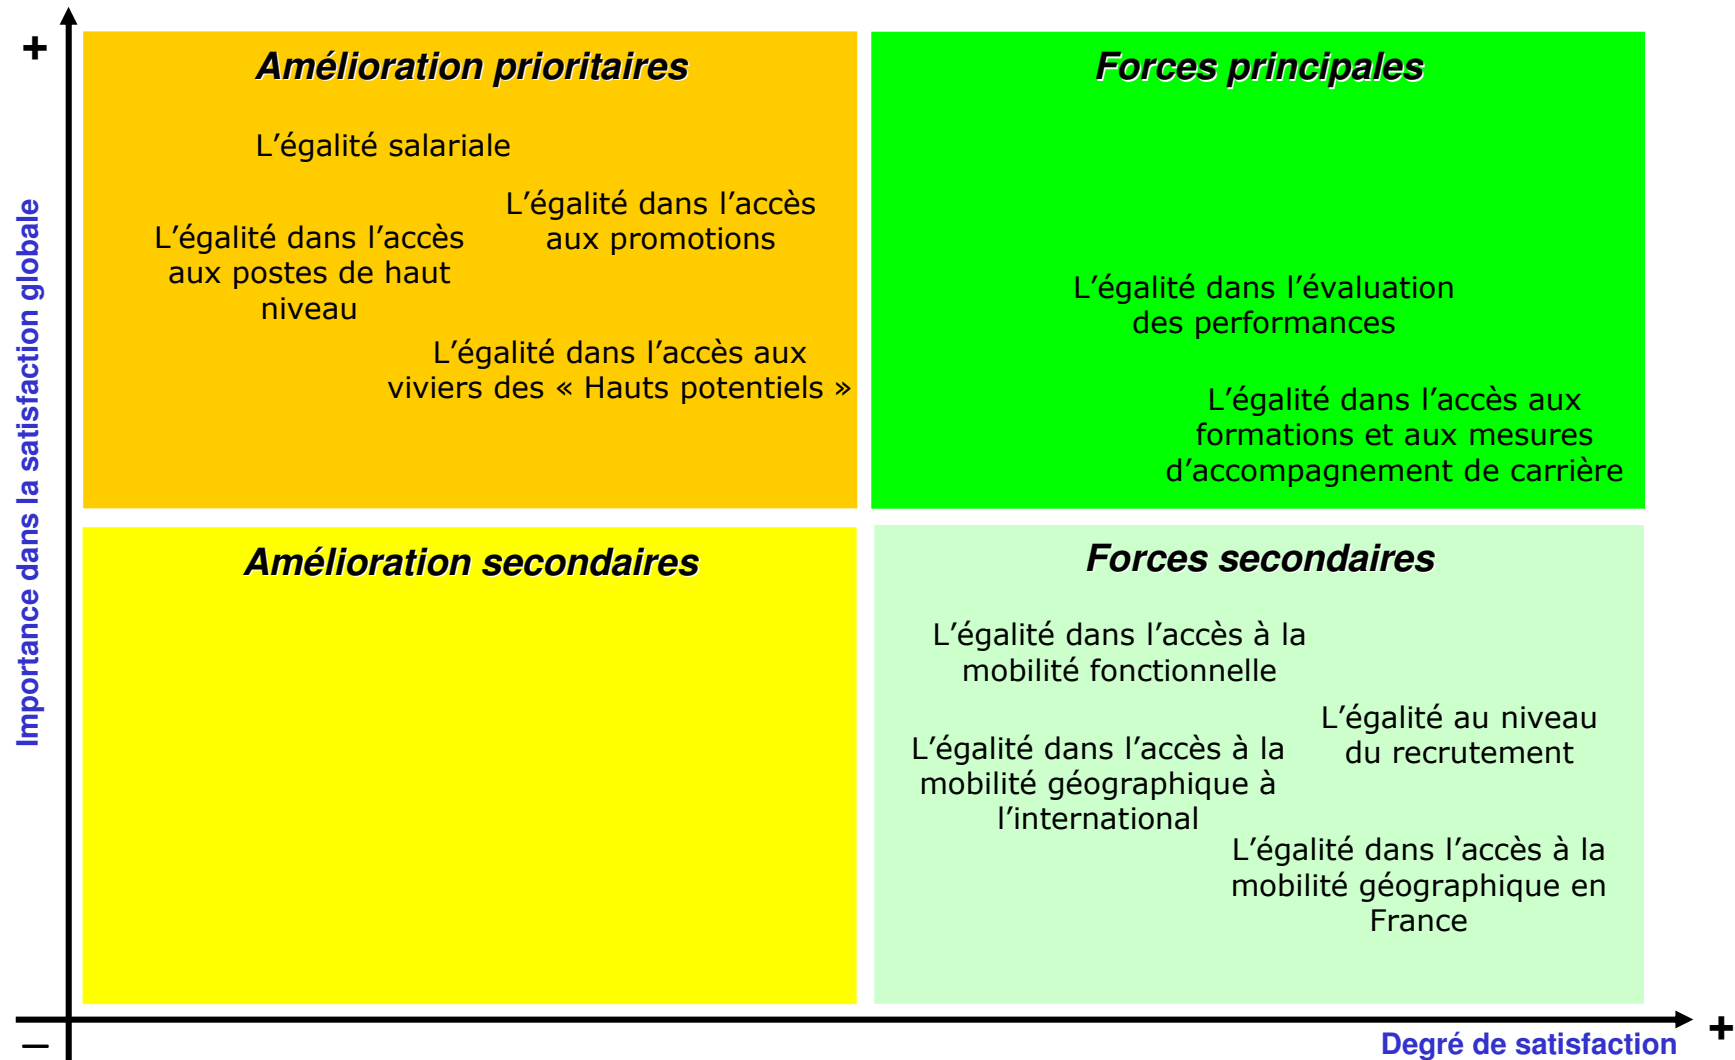 +
Importance dans la satisfaction globale
Amélioration prioritaires
L’égalité salariale
L’égalité dans l’accès
aux promotions
L’égalité dans l’accès
aux postes de haut
niveau
L’égalité dans l’accès aux
viviers des « Hauts potentiels »
Forces principales
L’égalité dans l’évaluation
des performances
L’égalité dans l’accès aux
formations et aux mesures
d’accompagnement de carrière
Amélioration secondaires
Forces secondaires
L’égalité dans l’accès à la
mobilité fonctionnelle
L’égalité au niveau
du recrutement
L’égalité dans l’accès à la
mobilité géographique à
l’international
L’égalité dans l’accès à la
mobilité géographique en
France
–
Degré de satisfaction
+